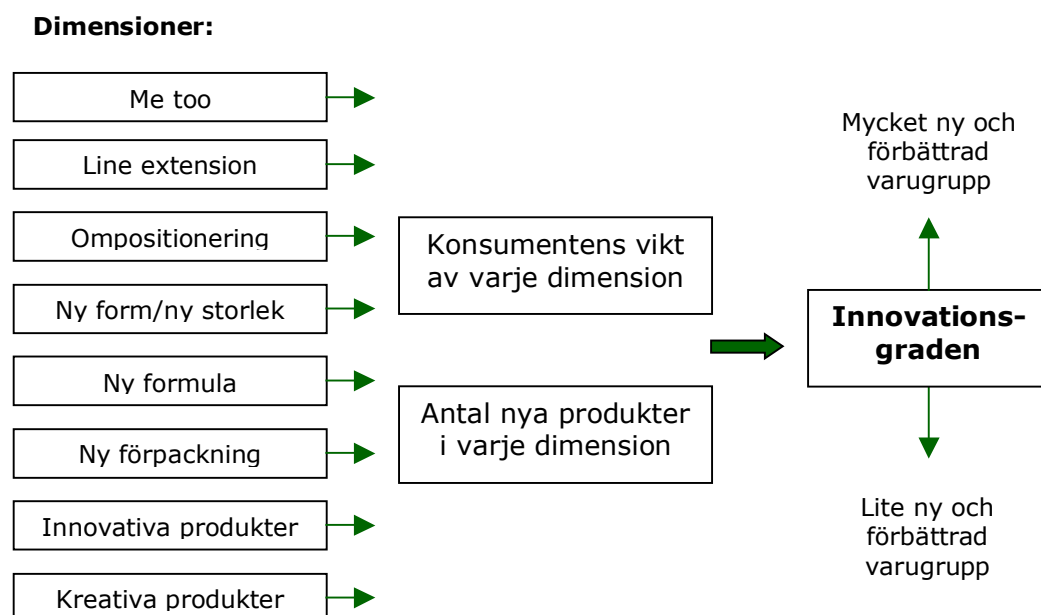 Dimensioner:
Me too
Line extension
Ompositionering
Ny form/ny storlek
Ny formula
Ny förpackning
Innovativa produkter
Kreativa produkter
Konsumentens vikt
av varje dimension
Antal nya produkter
i varje dimension
Mycket ny och
förbättrad
varugrupp
Innovations-
graden
Lite ny och
förbättrad
varugrupp